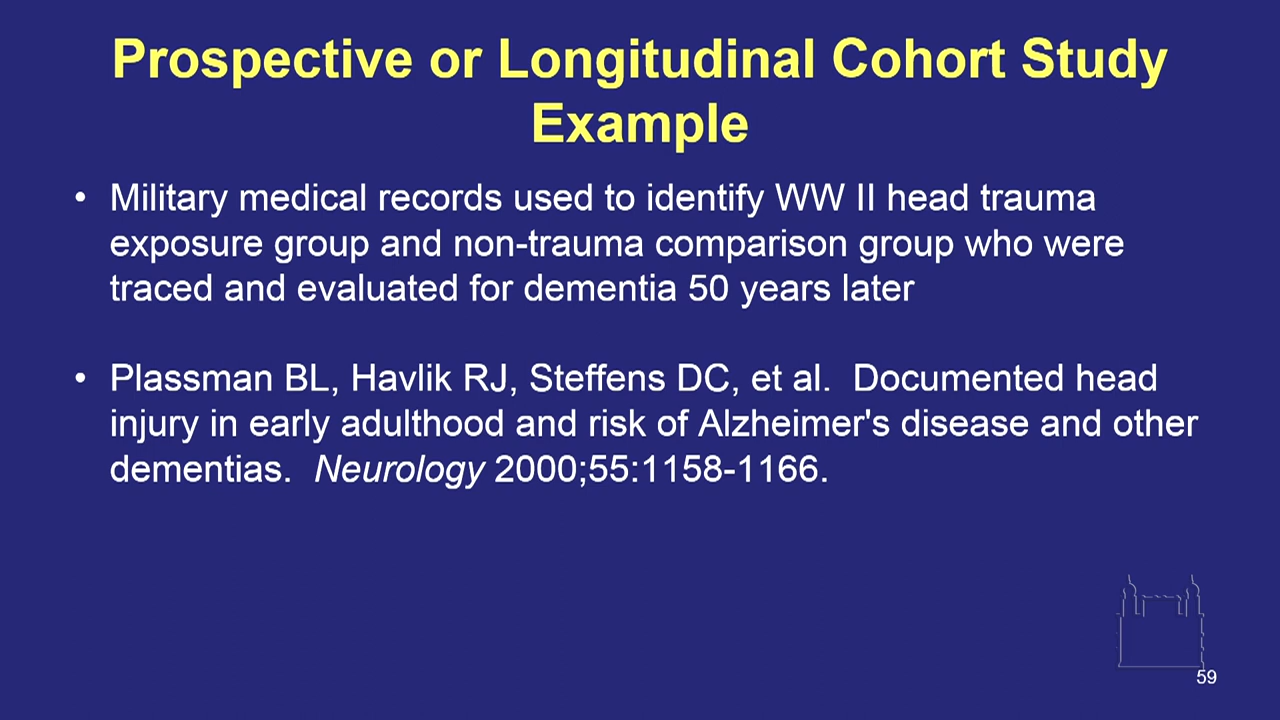 Prospective or Longitudinal Cohort Study
Example
• Military medical records used to identify WW II head trauma
exposure group and non-trauma comparison group who were
traced and evaluated for dementia 50 years later
• Plassman BL, Havlik RJ, Steffens DC, et al.  Documented head
injury in early adulthood and risk of Alzheimer's disease and other
dementias.  Neurology 2000;55:1158-1166.
59